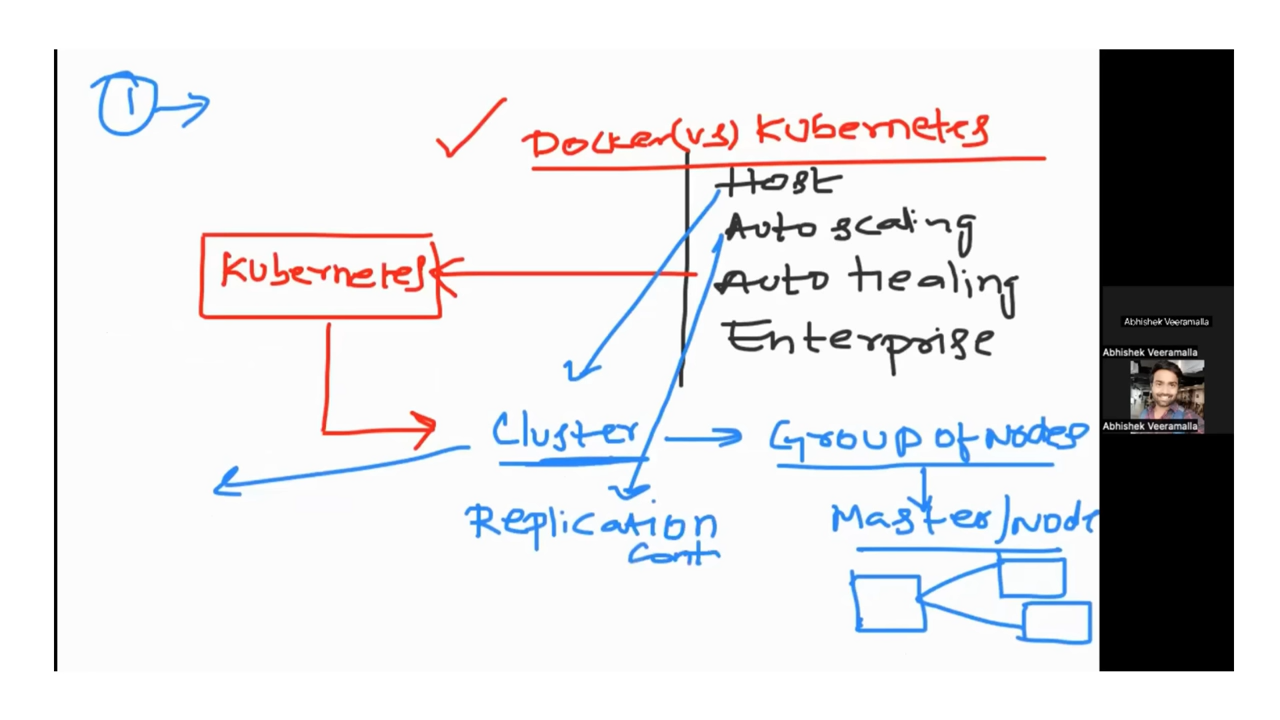 1
Docker (vs) Kubernetes
Host
Auto scaling
Auto healing
Enterprise
Kubernetes
Cluster
Group of Nodes
Replication
Cont
Master/Node
Abhishek Veeramalla
Abhishek Veeramalla
Abhishek Veeramalla